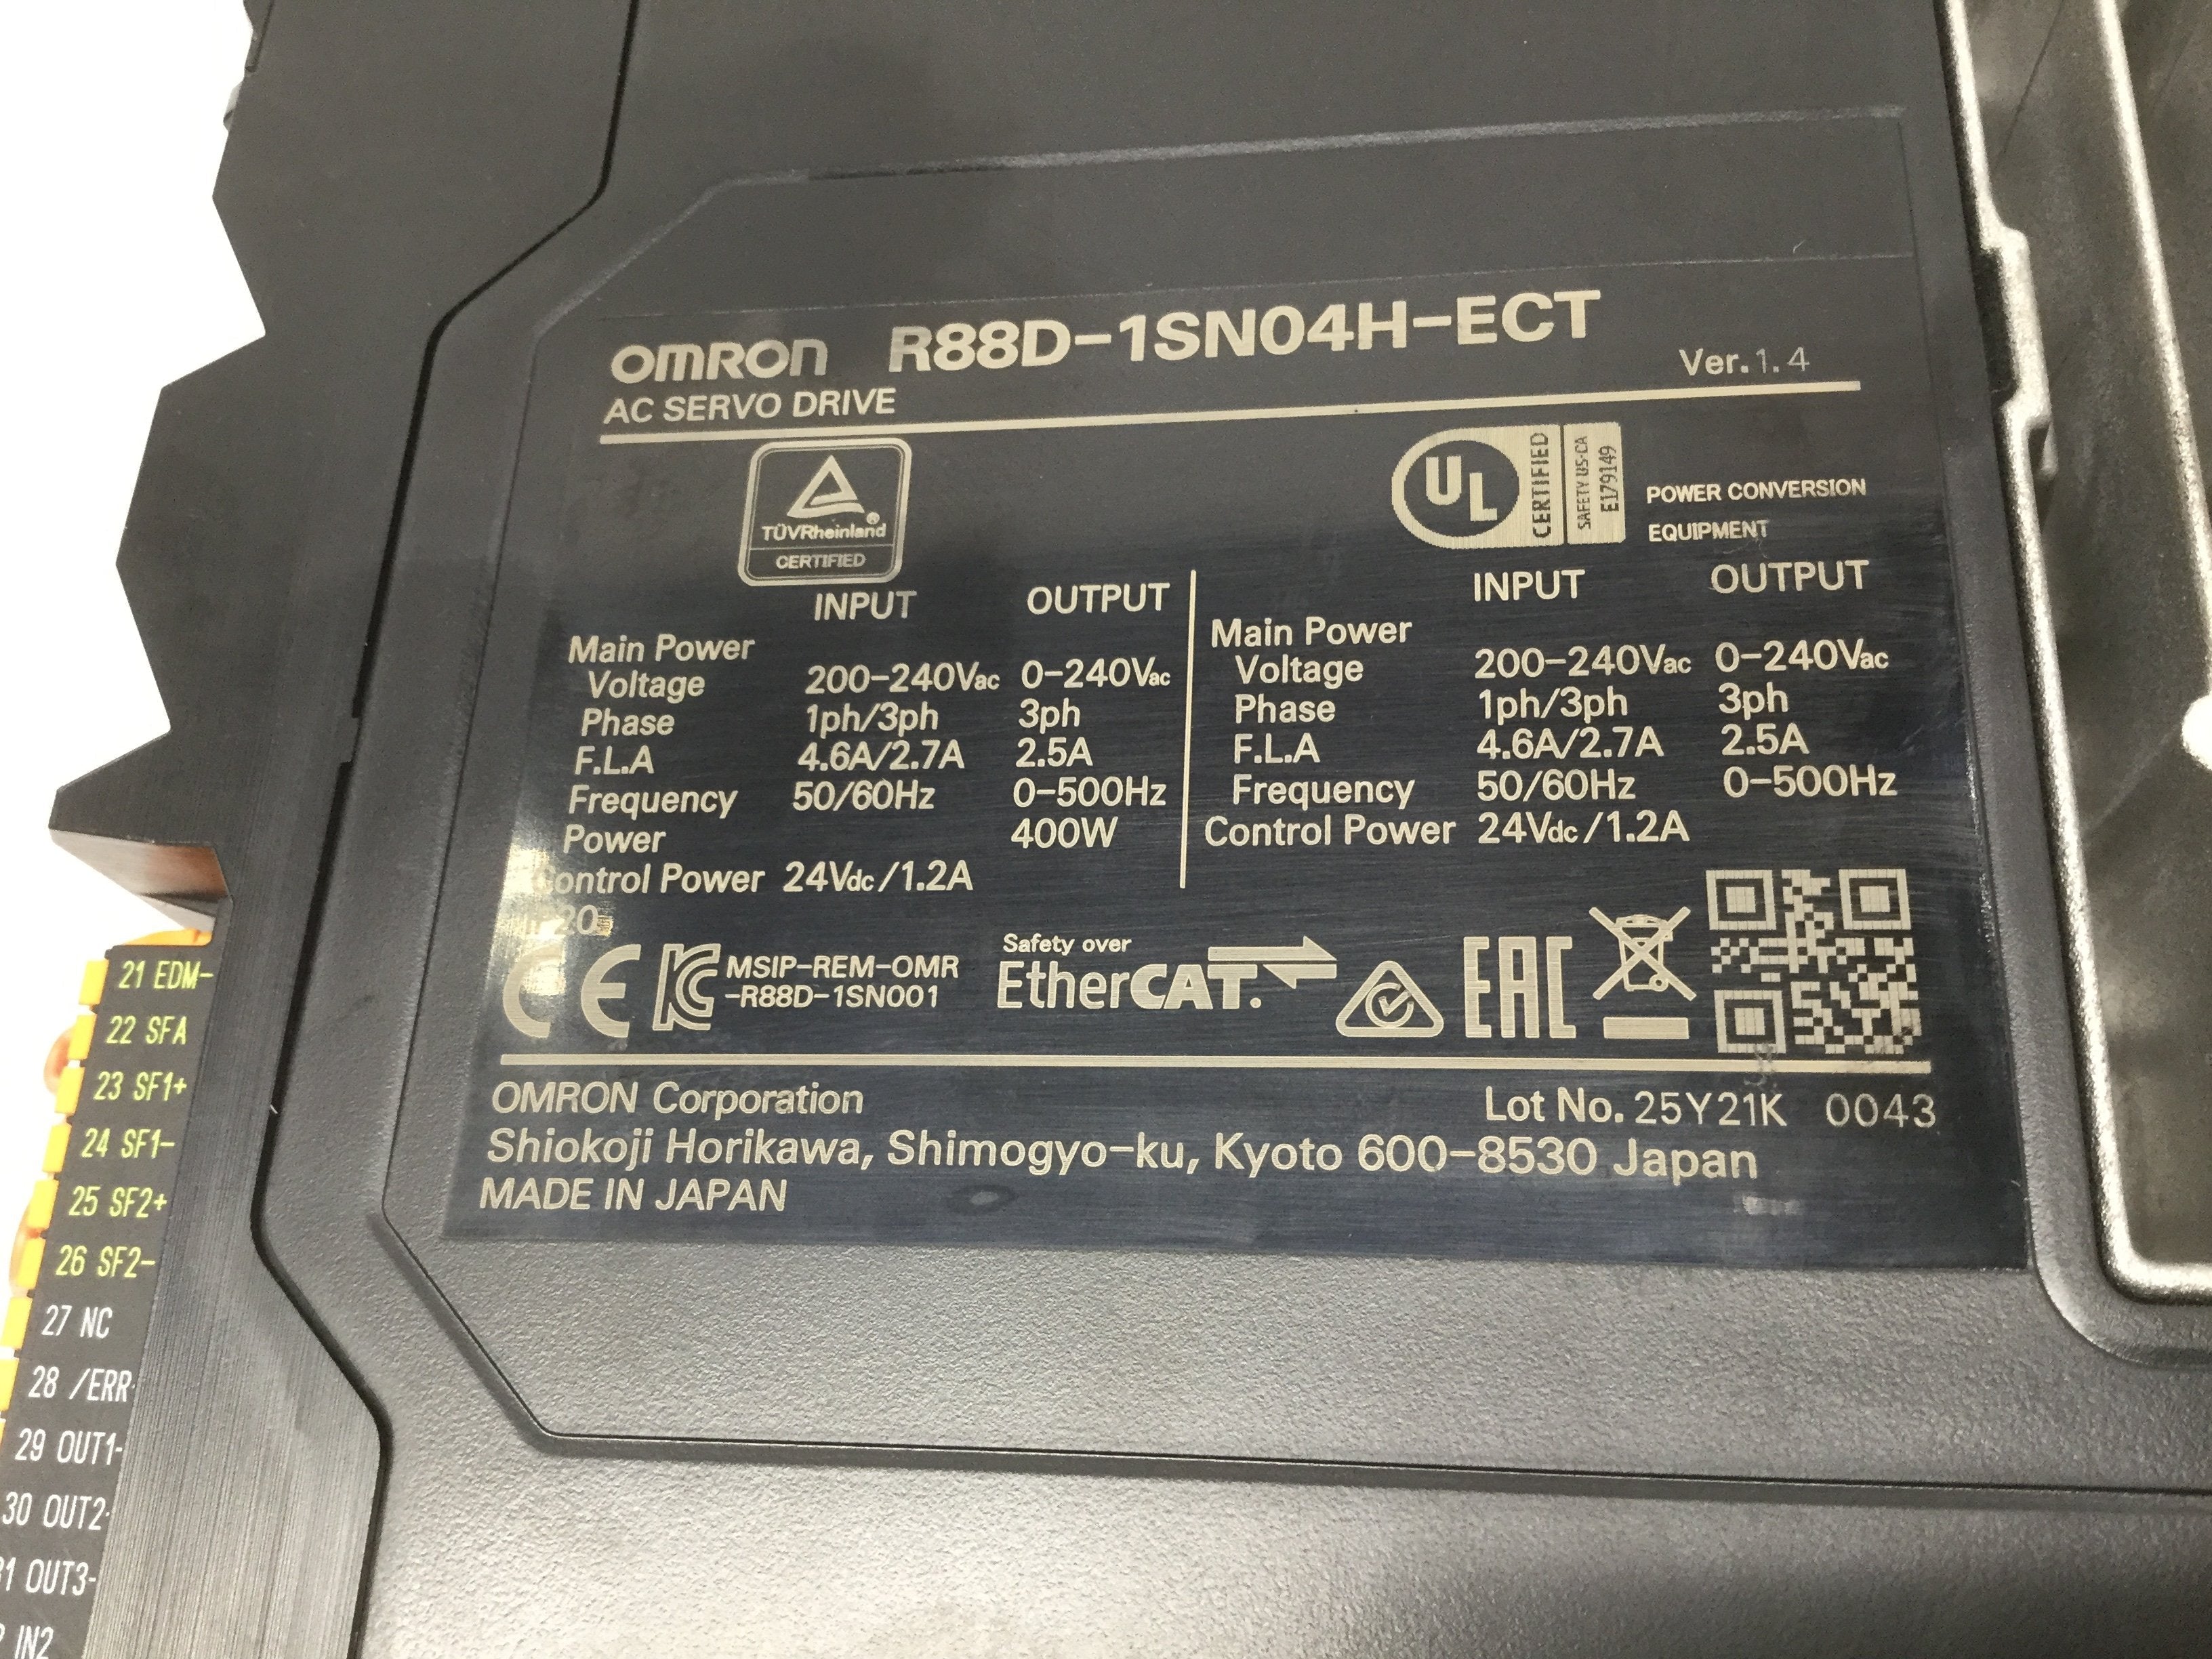 OMRON R88D-1SN04H-ECT Ver.1.4
AC SERVO DRIVE
TÜVRheinland®
CERTIFIED
UL CERTIFIED
SAFETY US-CA
E179149
POWER CONVERSION
EQUIPMENT
INPUT OUTPUT
Main Power
Voltage 200-240Vac 0-240Vac
Phase 1ph/3ph 3ph
F.L.A 4.6A/2.7A 2.5A
Frequency 50/60Hz 0-500Hz
Power 400W
Control Power 24Vdc/1.2A
20
INPUT OUTPUT
Main Power
Voltage 200-240Vac 0-240Vac
Phase 1ph/3ph 3ph
F.L.A 4.6A/2.7A 2.5A
Frequency 50/60Hz 0-500Hz
Control Power 24Vdc/1.2A
CE
MSIP-REM-OMR
-R88D-1SN001
Safety over
EtherCAT.
EAC
OMRON Corporation
Lot No. 25Y21K 0043
Shiokoji Horikawa, Shimogyo-ku, Kyoto 600-8530 Japan
MADE IN JAPAN
21 EDM-
22 SFA
23 SF1+
24 SF1-
25 SF2+
26 SF2-
27 NC
28 /ERR
29 OUT1-
30 OUT2-
31 OUT3-
IN2